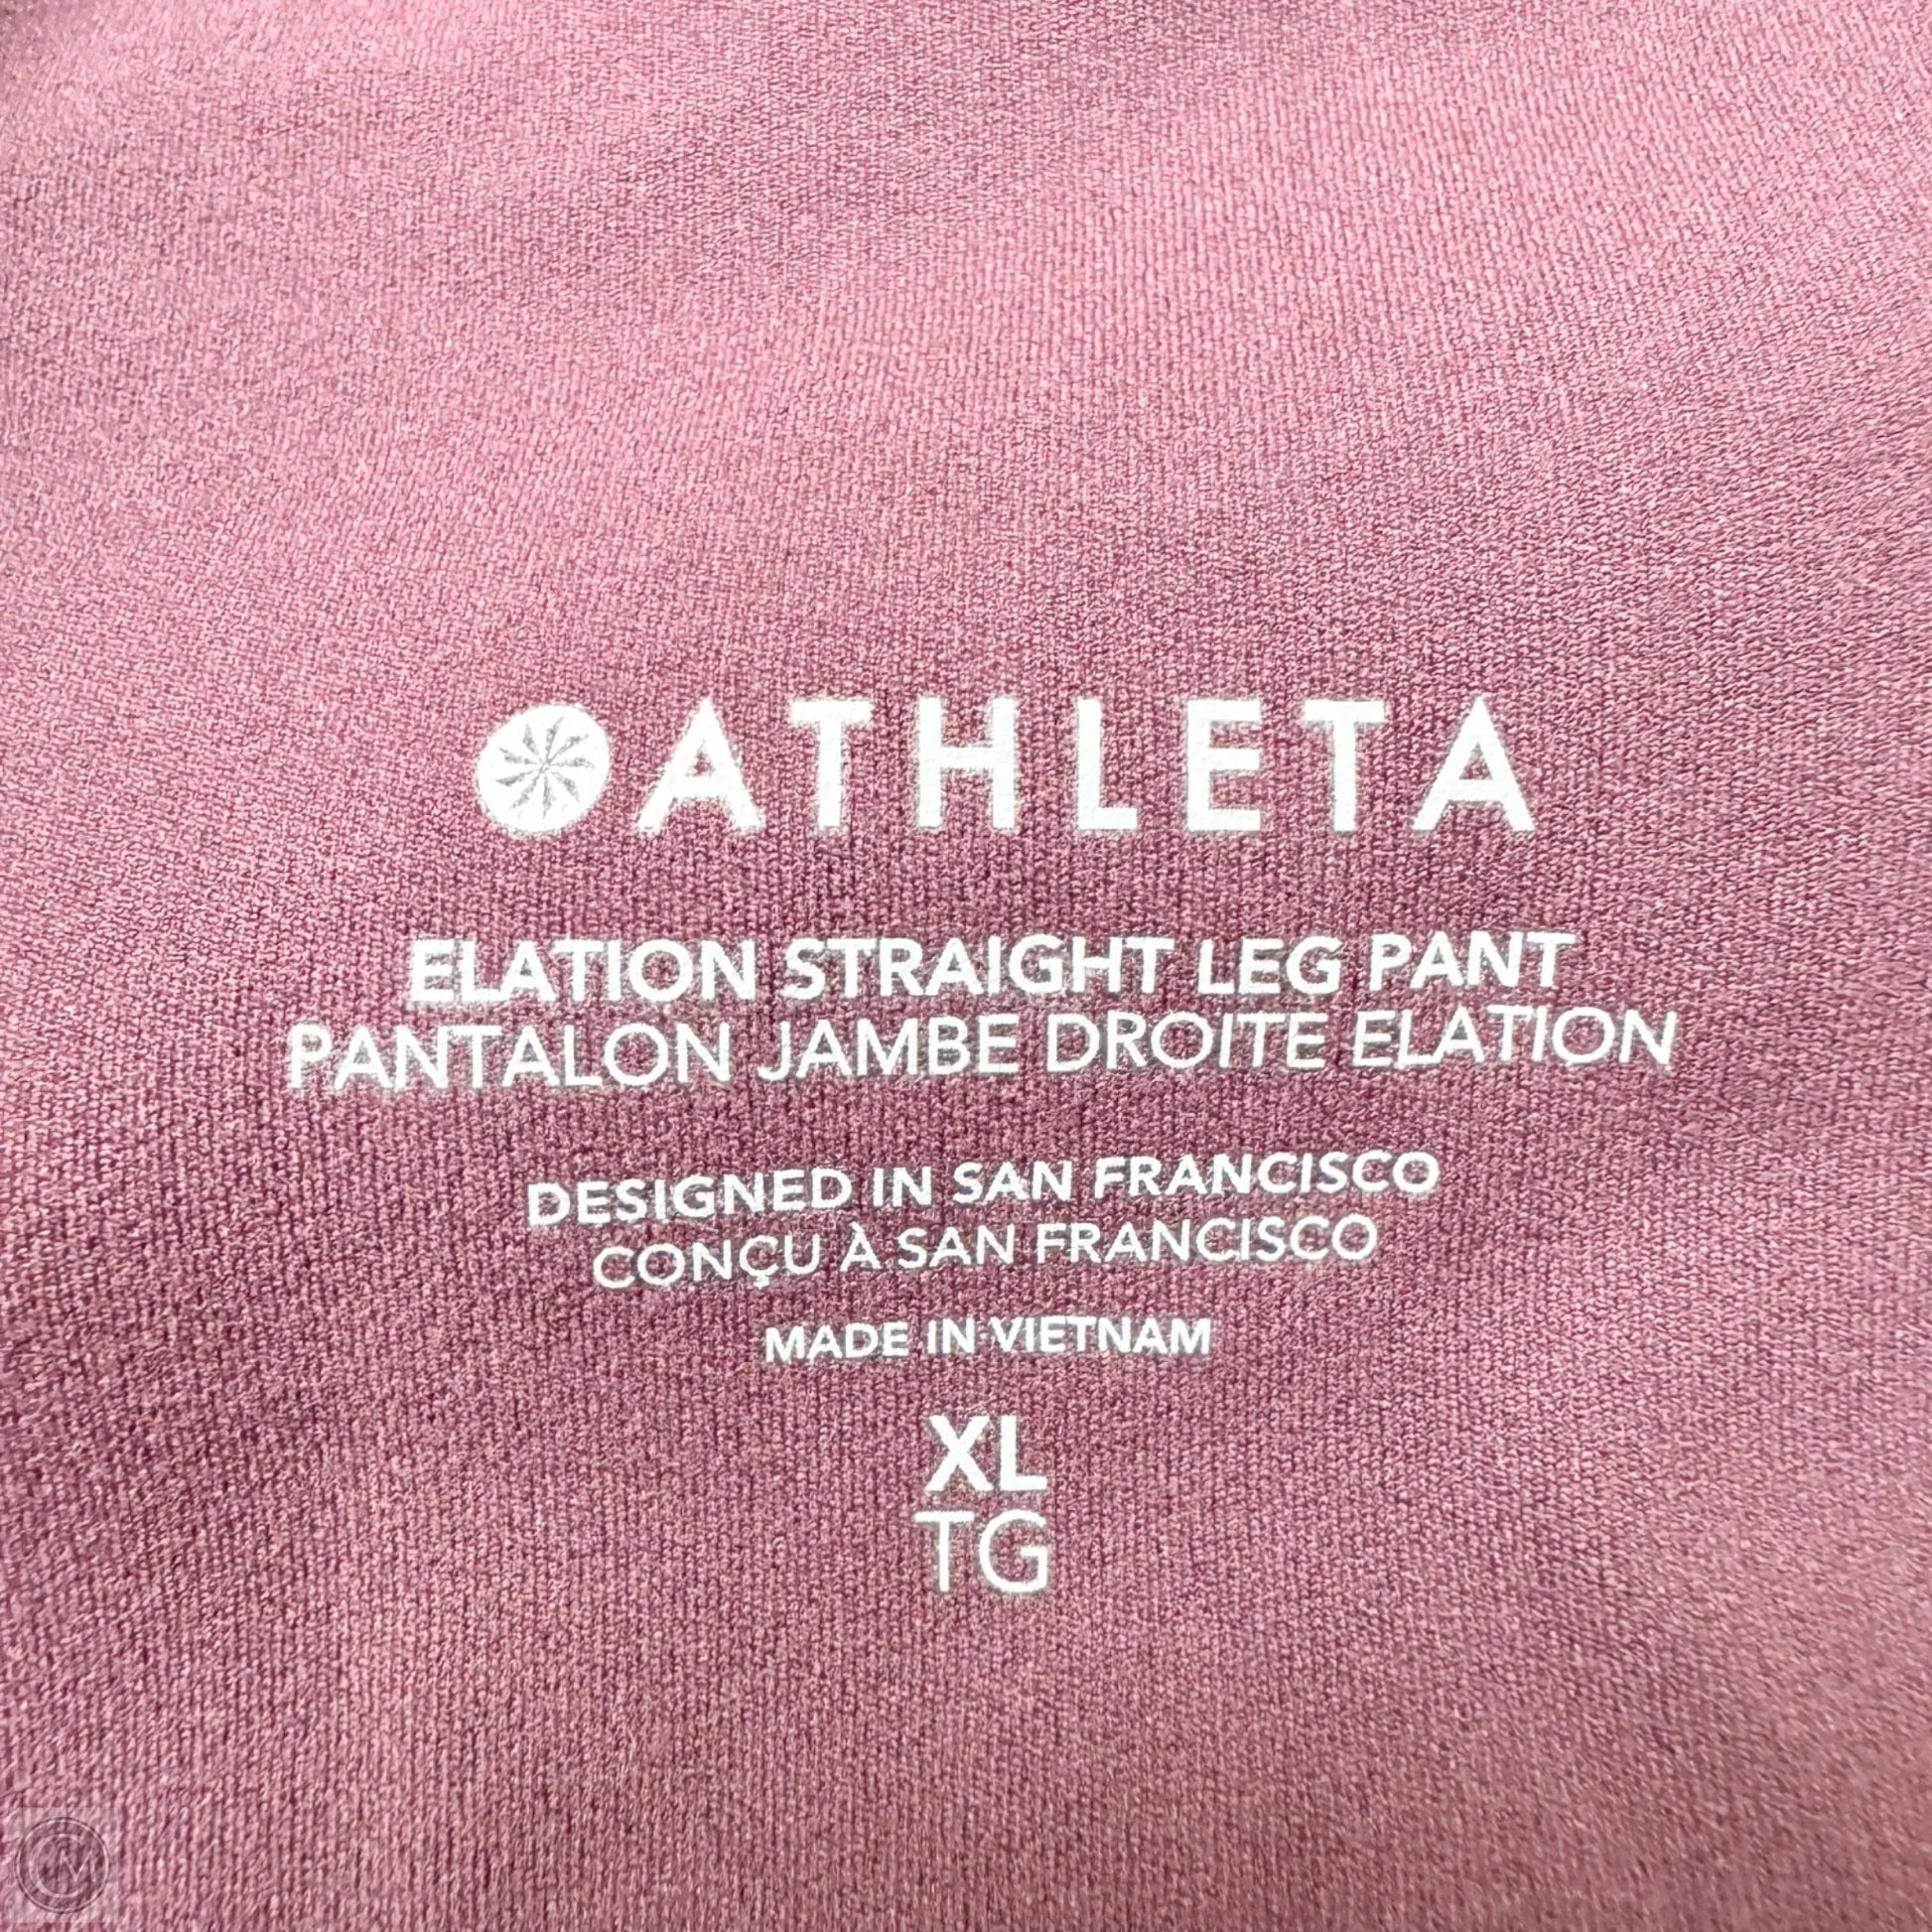 ATHLETA
ELATION STRAIGHT LEG PANT
PANTALON JAMBE DROITE ELATION
DESIGNED IN SAN FRANCISCO
CONÇU À SAN FRANCISCO
MADE IN VIETNAM
XL
TG
CM